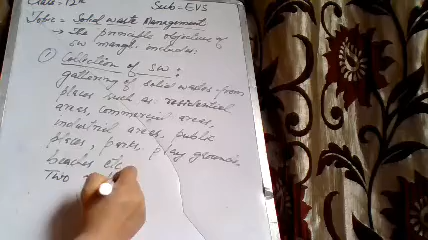 Class - 12th Sub - EVS
Topic = Solid waste Management
→ The principle objectives of
SW mangt. includes:
① Collection of SW :
gathering of solid wastes from
places such as: residential
areas, commercial areas,
industrial areas, public
places, parks, play grounds,
beaches etc
Two